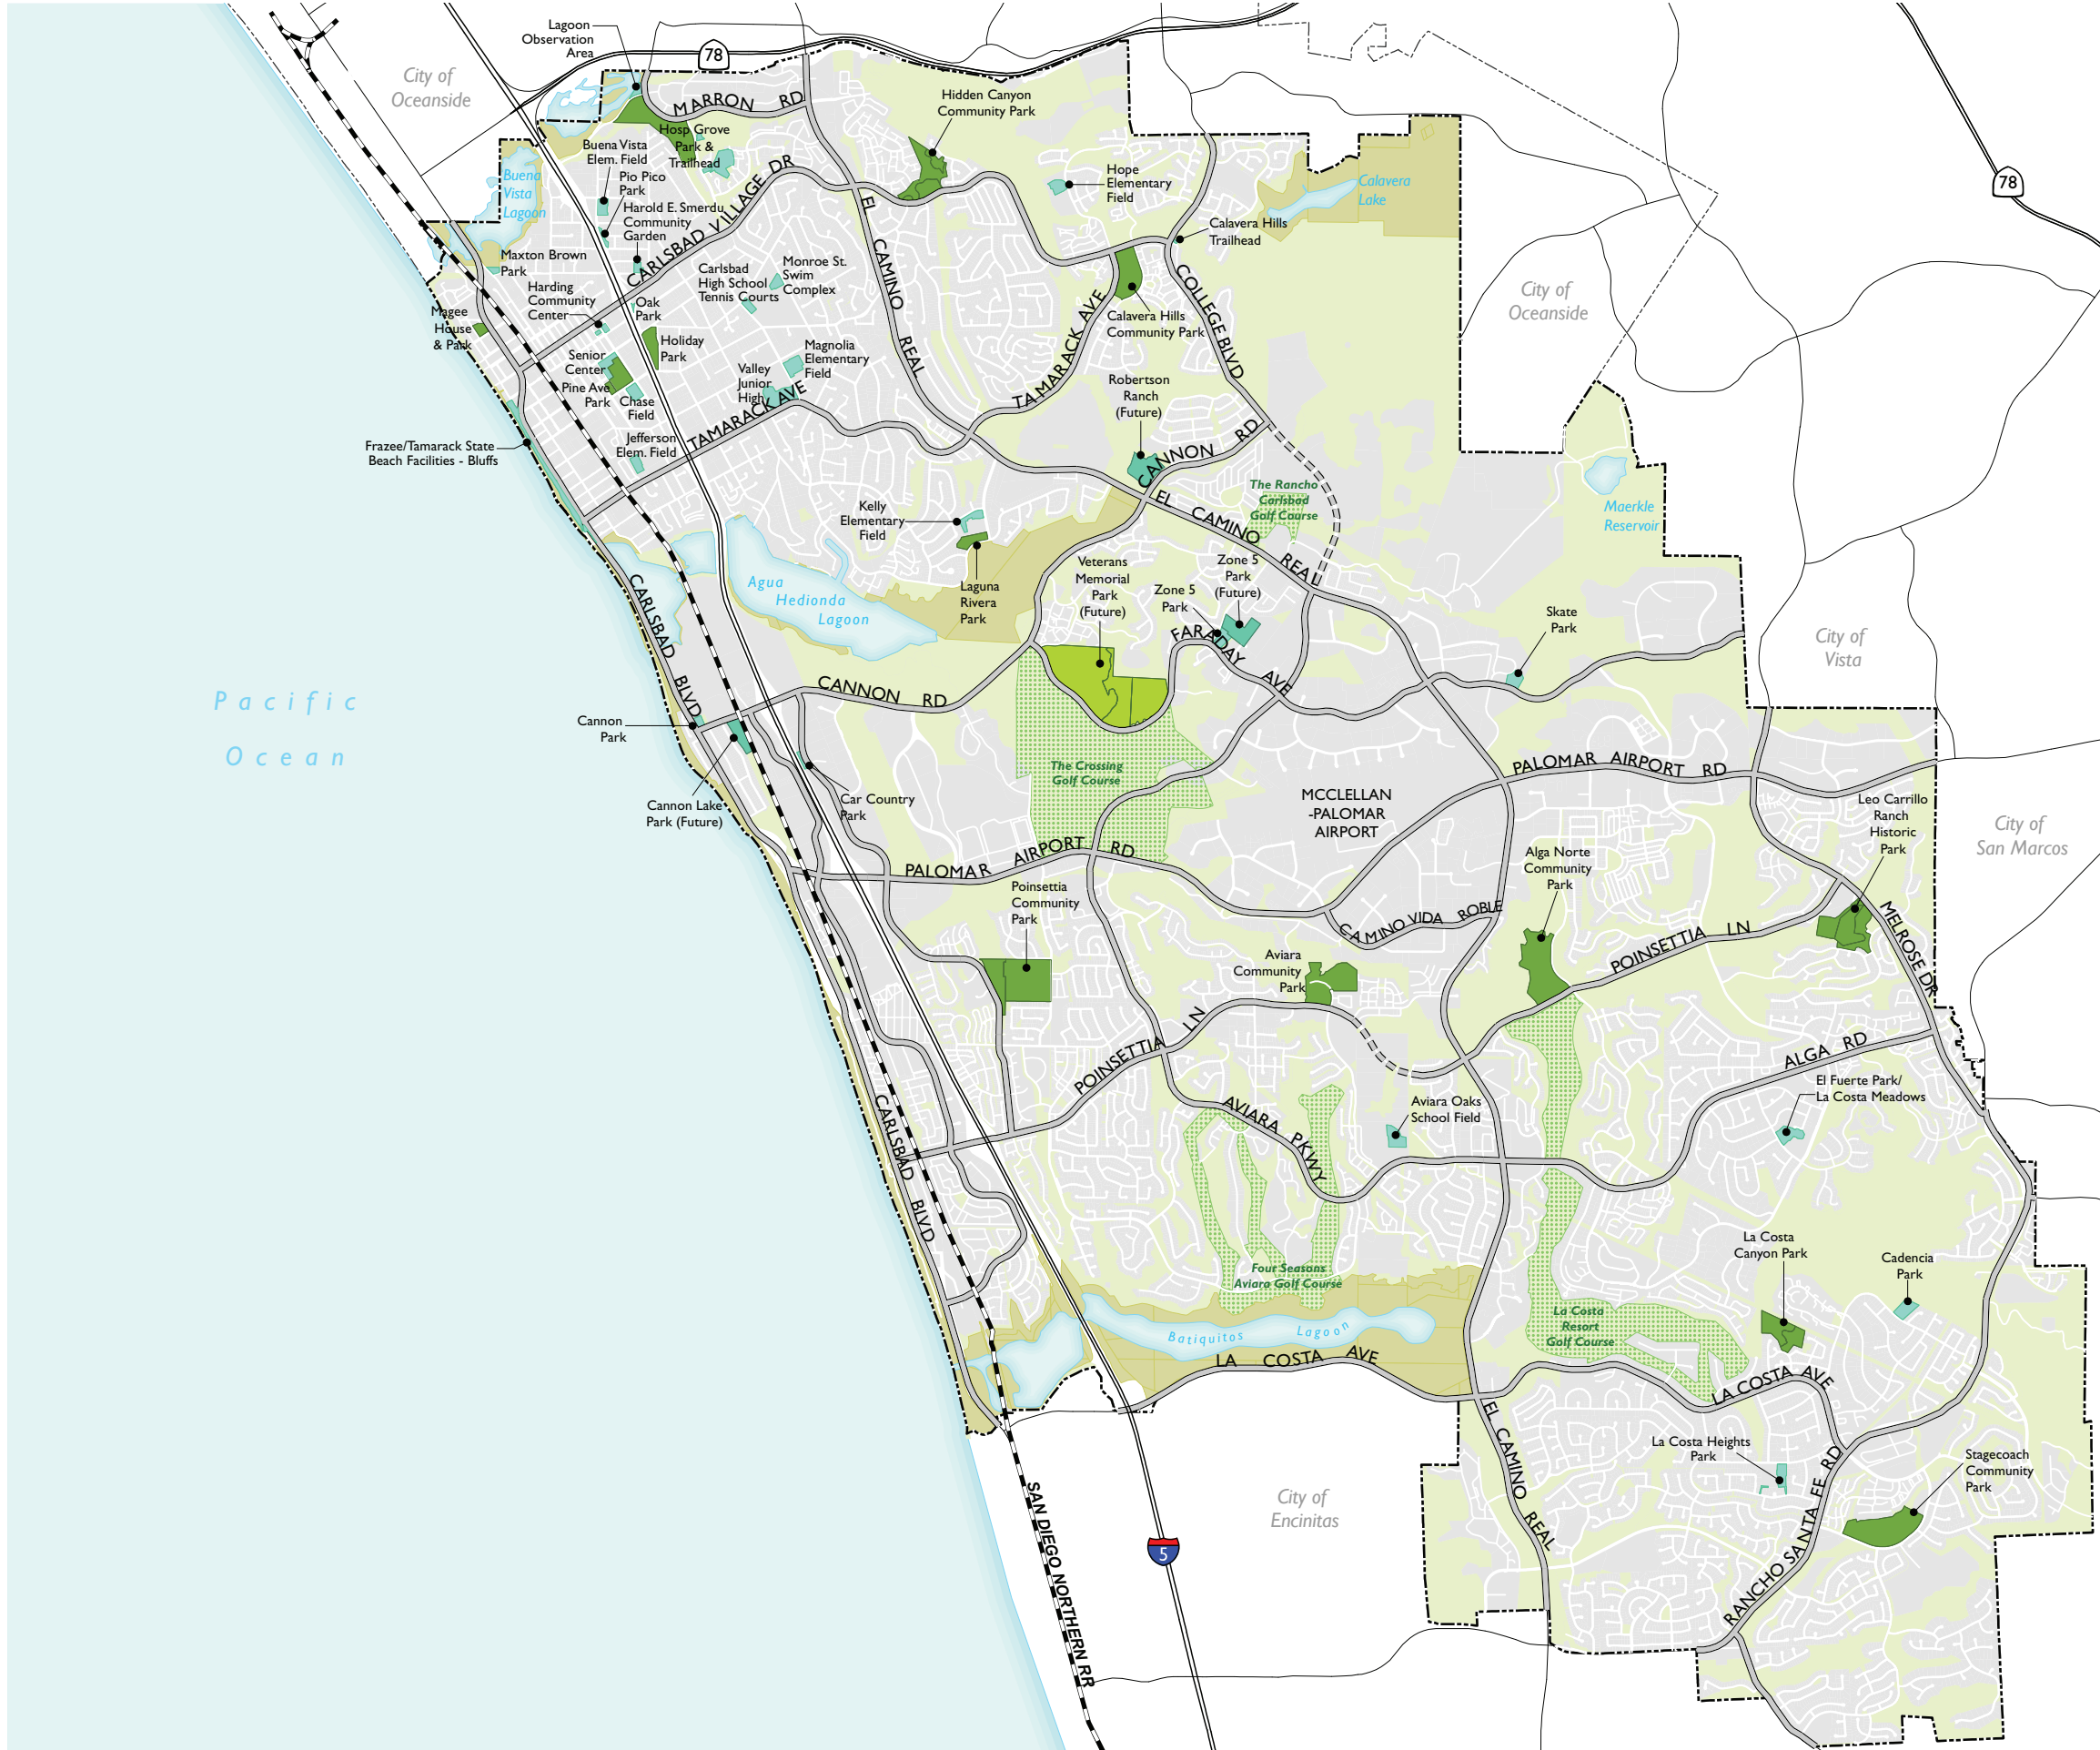 Lagoon
Observation
Area
78
City of
Oceanside
MARRON RD
Hidden Canyon
Community Park
Hosp Grove
Park &
Trailhead
Buena Vista
Elem. Field
Pio Pico
Park
Harold E. Smerdu
Community
Garden
Buena
Vista
Lagoon
CARLSBAD VILLAGE DR
Hope
Elementary
Field
Calavera
Lake
78
Calavera Hills
Trailhead
Maxton Brown
Park
Harding
Community
Center
Carlsbad
High School
Tennis Courts
Monroe St.
Swim
Complex
EL CAMINO REAL
COLLEGE BLVD
City of
Oceanside
Oak
Park
Magee
House
& Park
Holiday
Park
Calavera Hills
Community Park
TAMARACK AVE
Senior
Center
Pine Ave
Park
Chase
Field
Valley
Junior
High
Magnolia
Elementary
Field
TAMARACK AVE
Robertson
Ranch
(Future)
Jefferson
Elem. Field
Frazee/Tamarack State
Beach Facilities - Bluffs
CANNON RD
The Rancho
Carlsbad
Golf Course
EL CAMINO REAL
Maerkle
Reservoir
Kelly
Elementary
Field
Laguna
Rivera
Park
Agua
Hedionda
Lagoon
Veterans
Memorial
Park
(Future)
Zone 5
Park
Zone 5
Park
(Future)
FARADAY AVE
Skate
Park
City of
Vista
CARLSBAD BLVD
Pacific
Ocean
CANNON RD
Cannon
Park
Cannon Lake
Park (Future)
Car Country
Park
The Crossing
Golf Course
MCCLELLAN
-PALOMAR
AIRPORT
PALOMAR AIRPORT RD
Leo Carrillo
Ranch
Historic
Park
City of
San Marcos
PALOMAR AIRPORT RD
Poinsettia
Community
Park
Alga Norte
Community
Park
CAMINO VIDA ROBLE
Aviara
Community
Park
POINSETTIA LN
MELROSE DR
POINSETTIA LN
ALGA RD
El Fuerte Park/
La Costa Meadows
CARLSBAD BLVD
AVIARA PKWY
Aviara Oaks
School Field
La Costa
Canyon Park
Cadencia
Park
Four Seasons
Aviara Golf Course
La Costa
Resort
Golf Course
Batiquitos Lagoon
LA COSTA AVE
LA COSTA AVE
EL CAMINO REAL
La Costa Heights
Park
Stagecoach
Community
Park
RANCHO SANTA FE RD
City of
Encinitas
SAN DIEGO NORTHERN RR
5